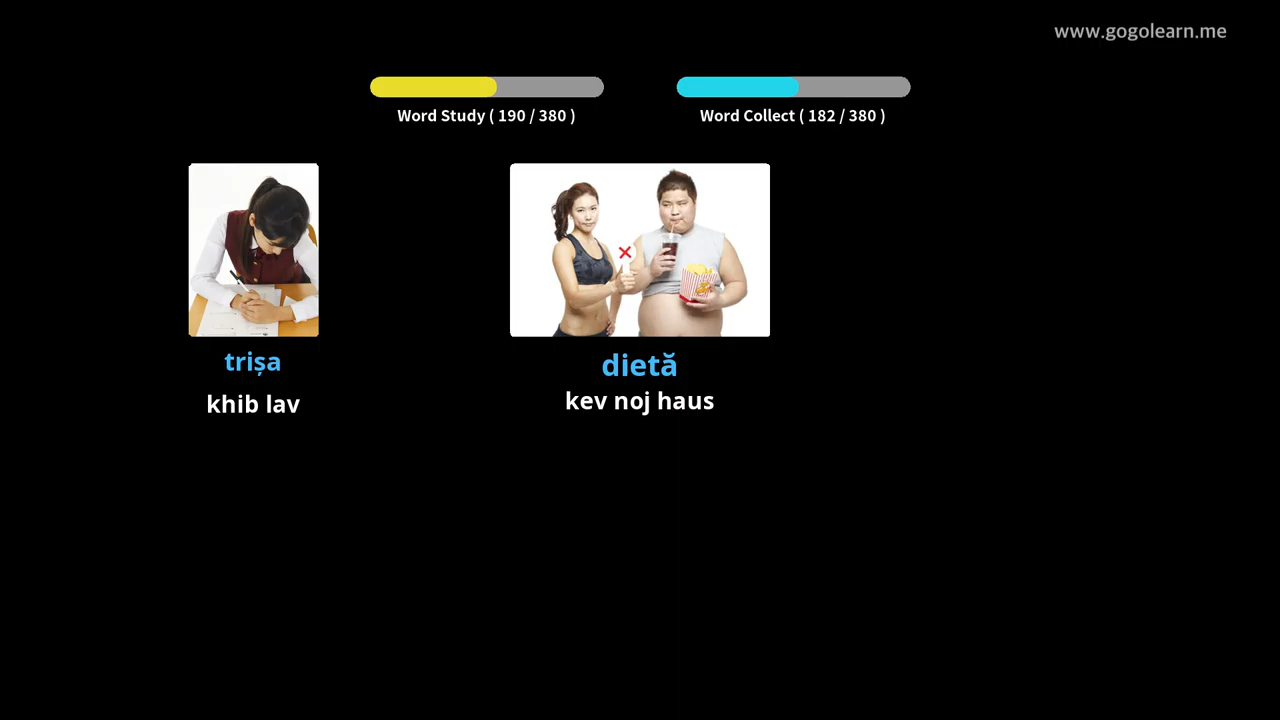 www.gogolearn.me
Word Study ( 190 / 380 )
Word Collect ( 182 / 380 )
trișa
khib lav
dietă
kev noj haus